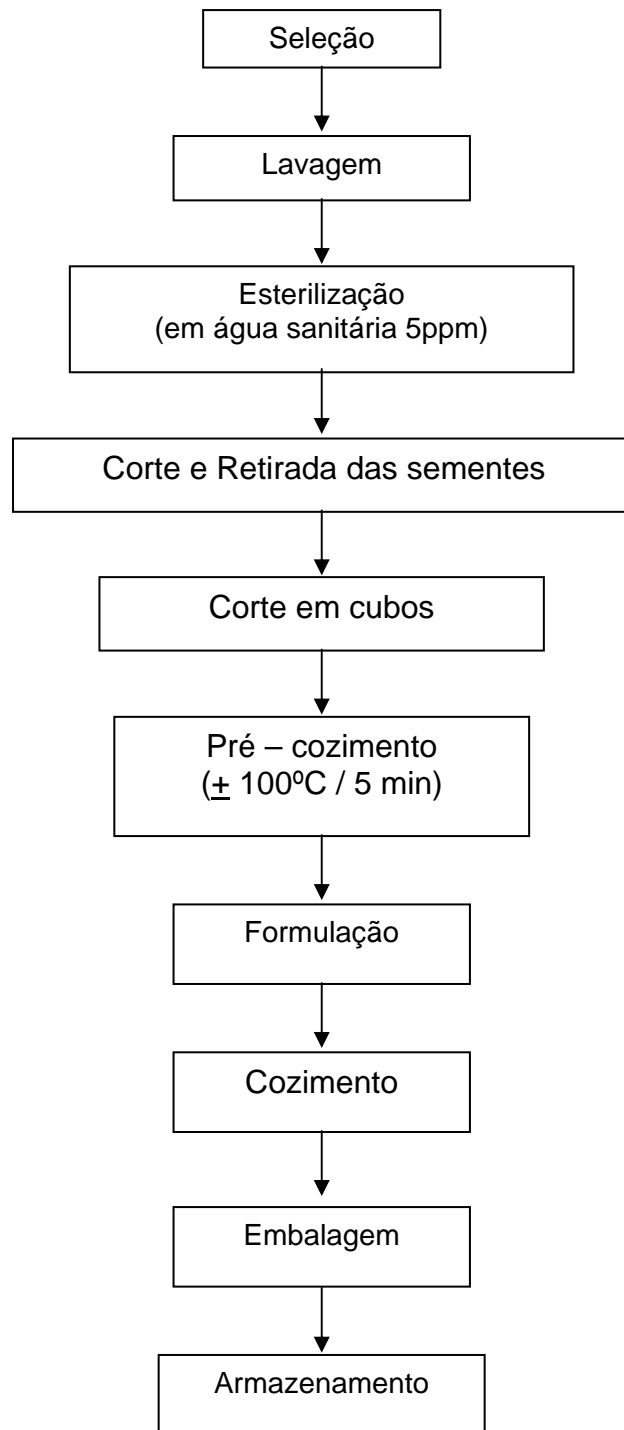 Seleção
Lavagem
Esterilização
(em água sanitária 5ppm)
Corte e Retirada das sementes
Corte em cubos
Pré – cozimento
(± 100ºC / 5 min)
Formulação
Cozimento
Embalagem
Armazenamento